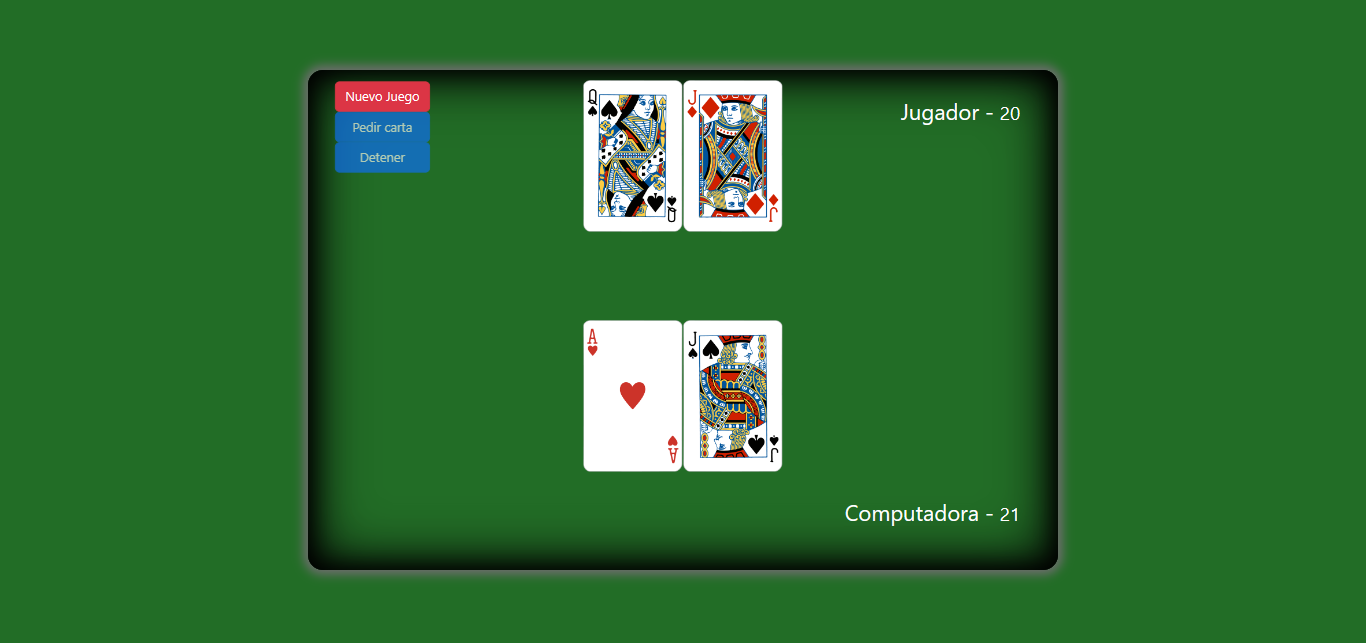 Nuevo Juego
Pedir carta
Detener
Q
Q
J
J
Jugador - 20
A
A
J
J
Computadora - 21